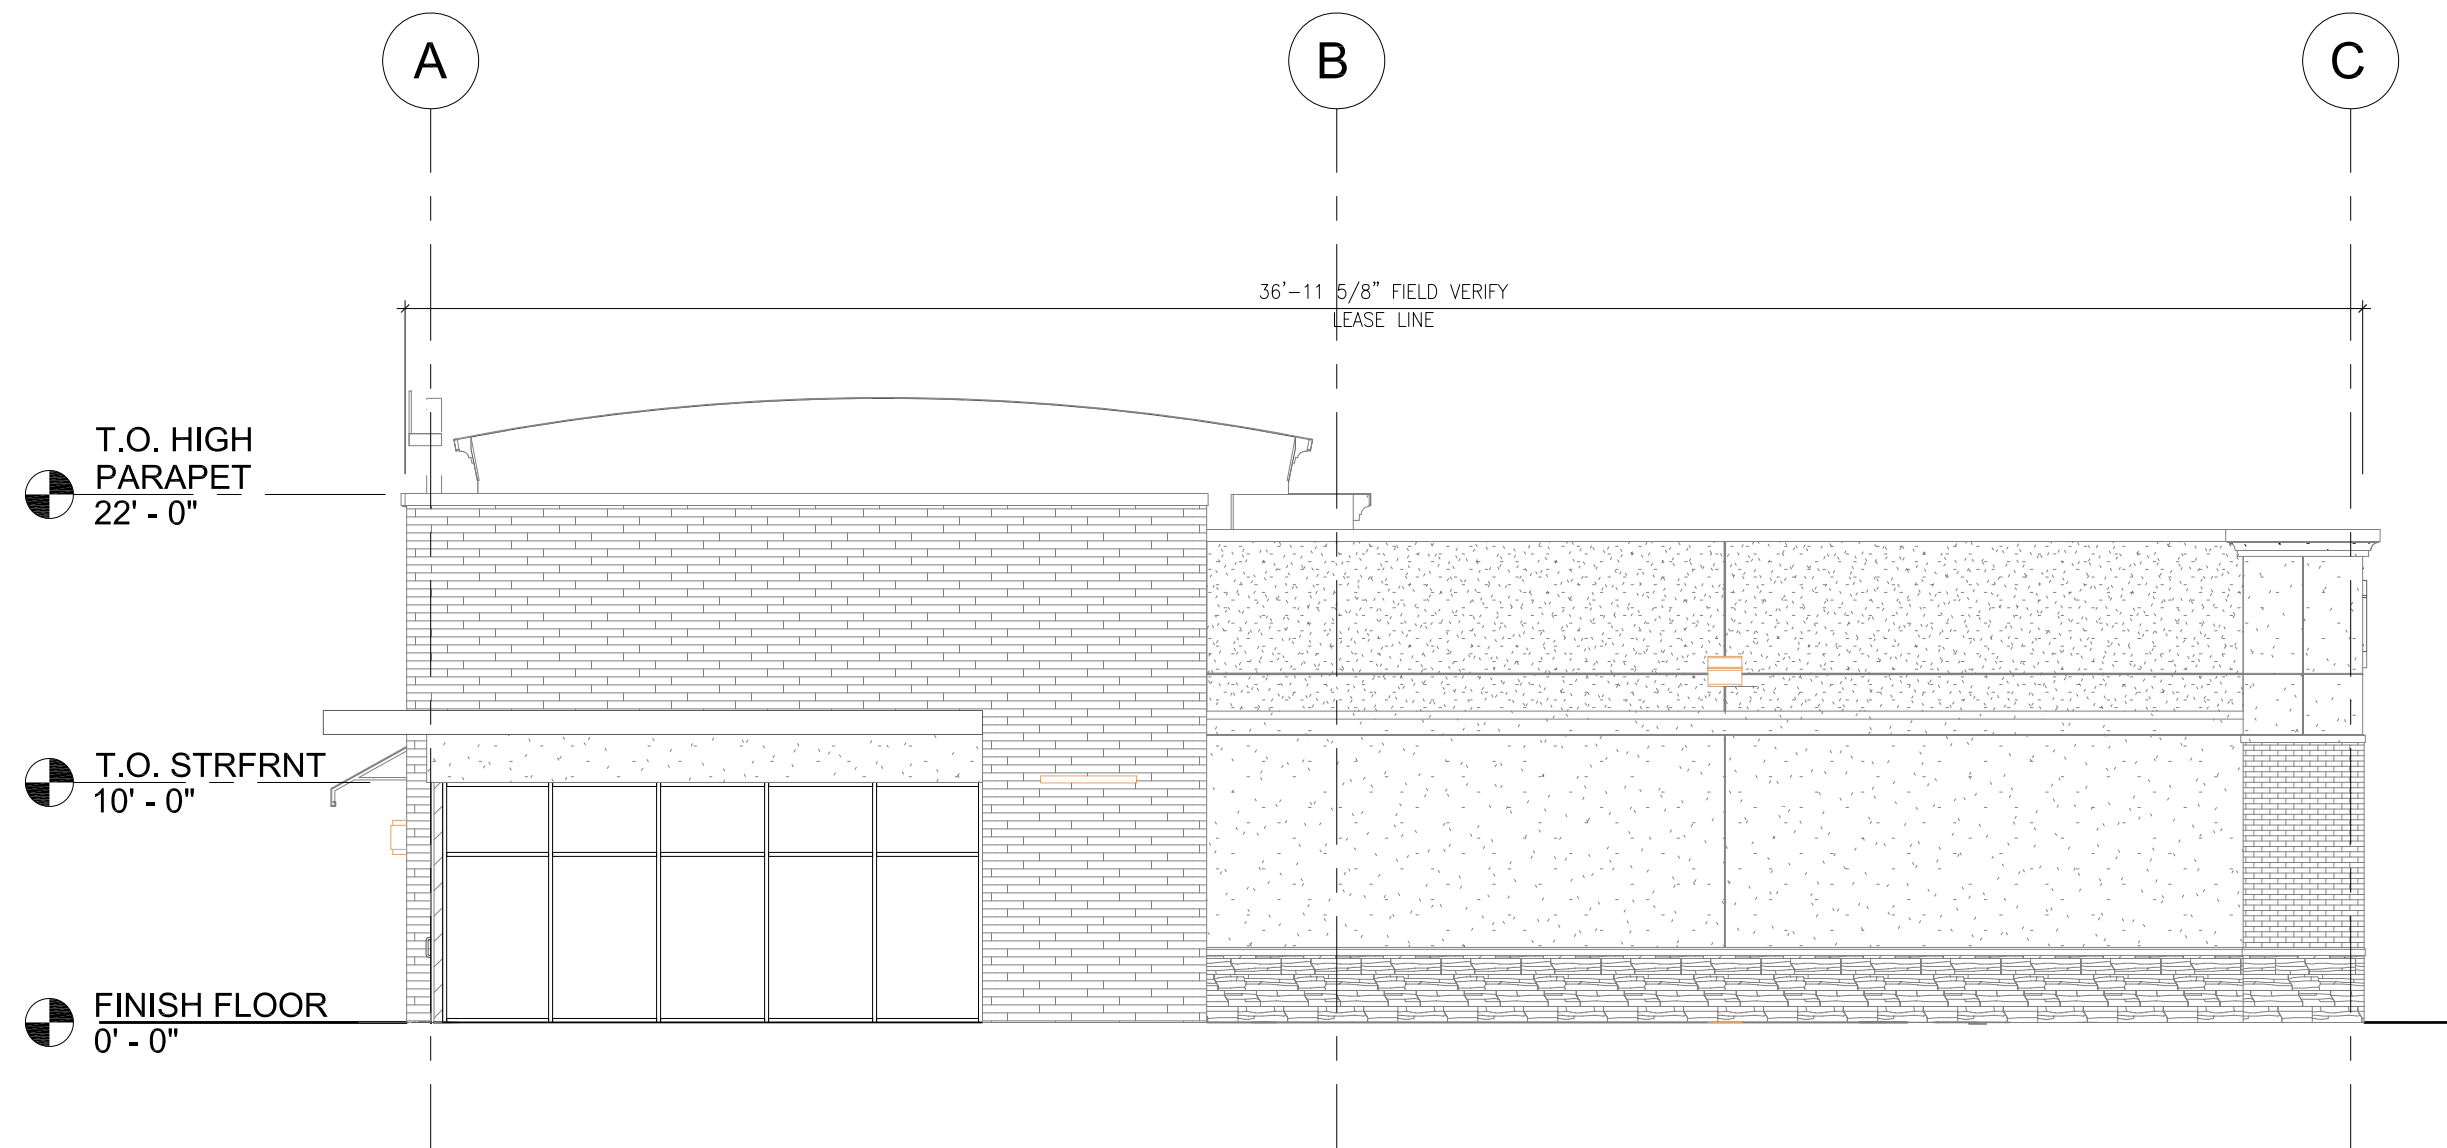 A
B
C
36'-11 5/8" FIELD VERIFY
LEASE LINE
T.O. HIGH
PARAPET
22' - 0"
T.O. STRFRNT
10' - 0"
FINISH FLOOR
0' - 0"